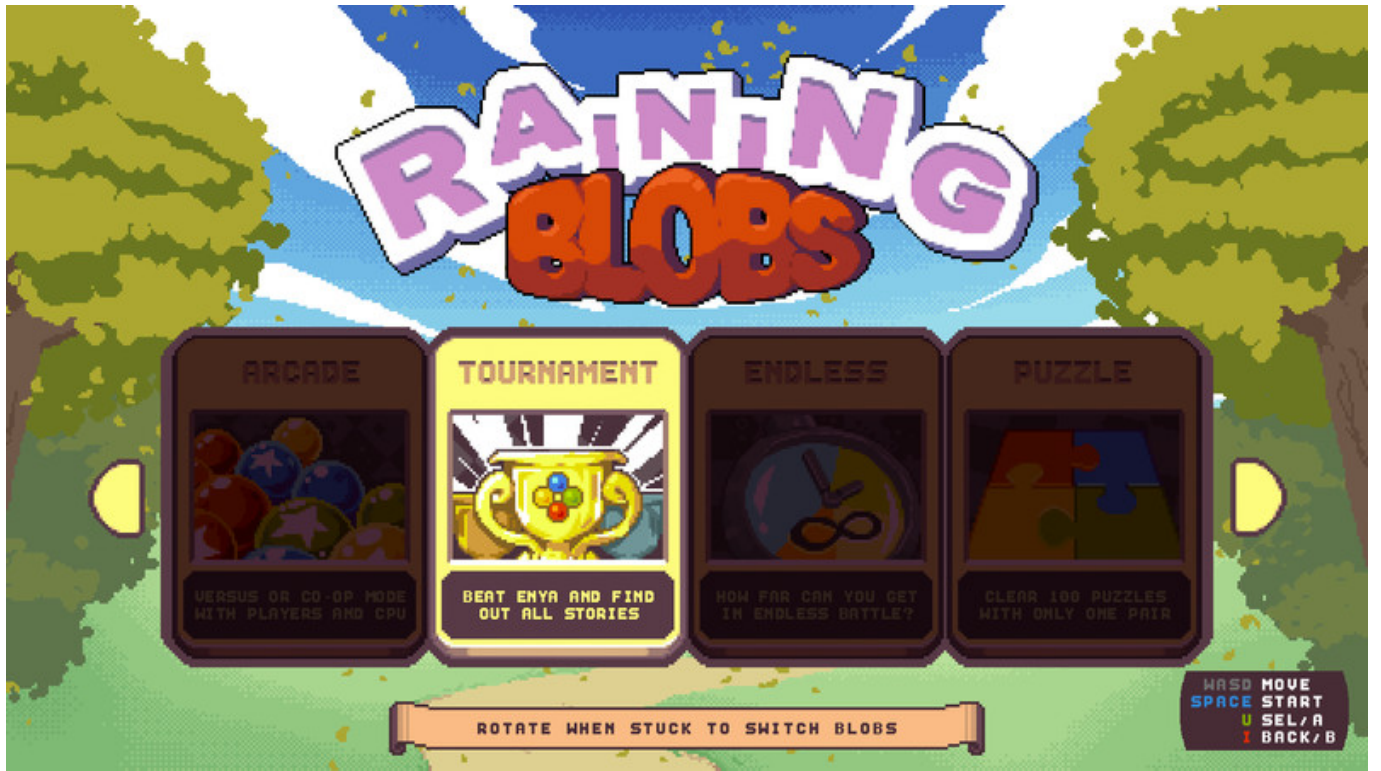 RAINING
BLOBS
ARCADE
VERSUS OR CO-OP MODE
WITH PLAYERS AND CPU
TOURNAMENT
BEAT ENYA AND FIND
OUT ALL STORIES
ENDLESS
HOW FAR CAN YOU GET
IN ENDLESS BATTLE?
PUZZLE
CLEAR 100 PUZZLES
WITH ONLY ONE PAIR
ROTATE WHEN STUCK TO SWITCH BLOBS
WASD MOVE
SPACE START
U SEL/A
I BACK/B